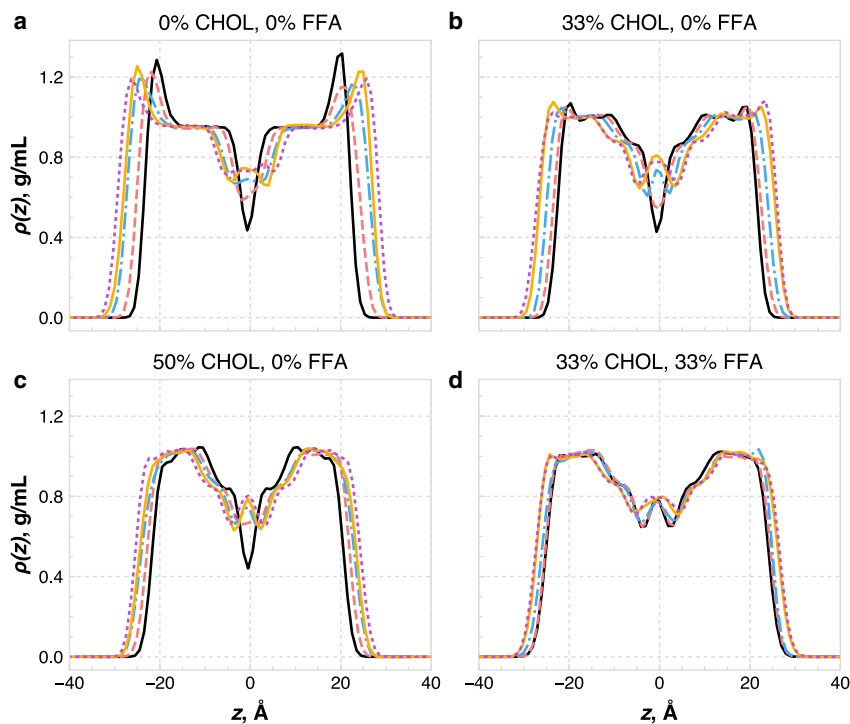 a
0% CHOL, 0% FFA
b
33% CHOL, 0% FFA
ρ(z), g/mL
1.2
0.8
0.4
0.0
c
50% CHOL, 0% FFA
d
33% CHOL, 33% FFA
ρ(z), g/mL
1.2
0.8
0.4
0.0
−40
−20
0
20
40
−40
−20
0
20
40
z, Å
z, Å